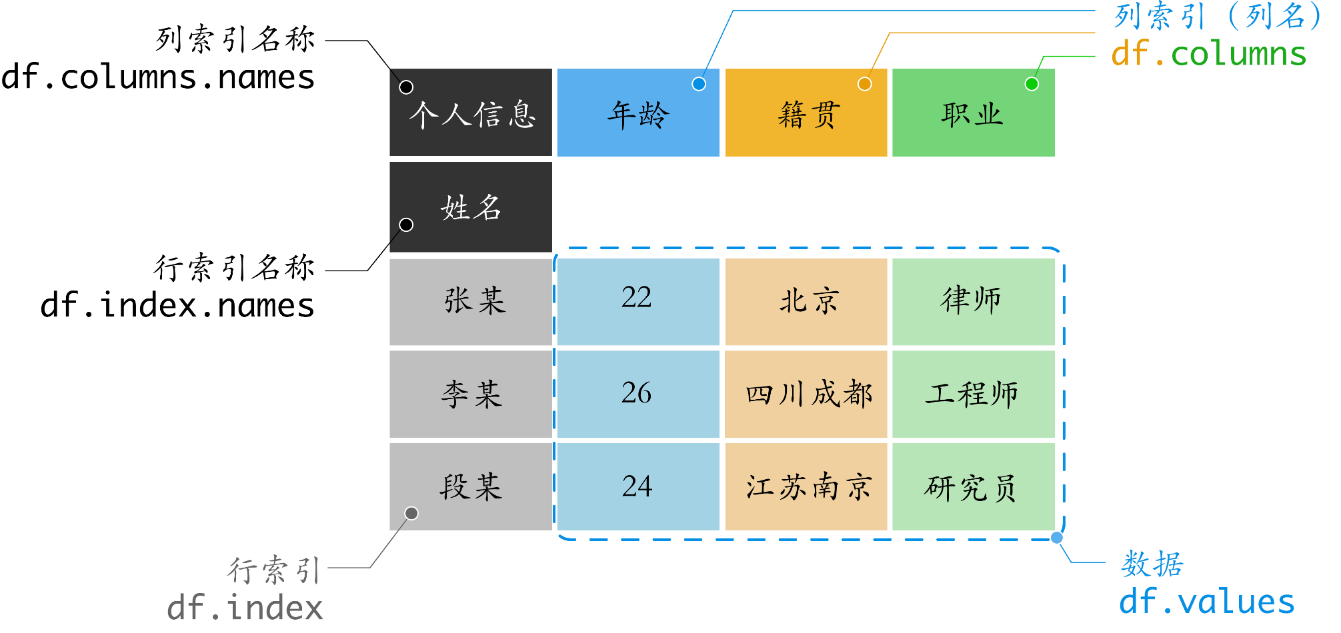 列索引名称
df.columns.names
列索引（列名）
df.columns
个人信息 年龄 籍贯 职业
姓名
行索引名称
df.index.names
张某 22 北京 律师
李某 26 四川成都 工程师
段某 24 江苏南京 研究员
行索引
df.index
数据
df.values